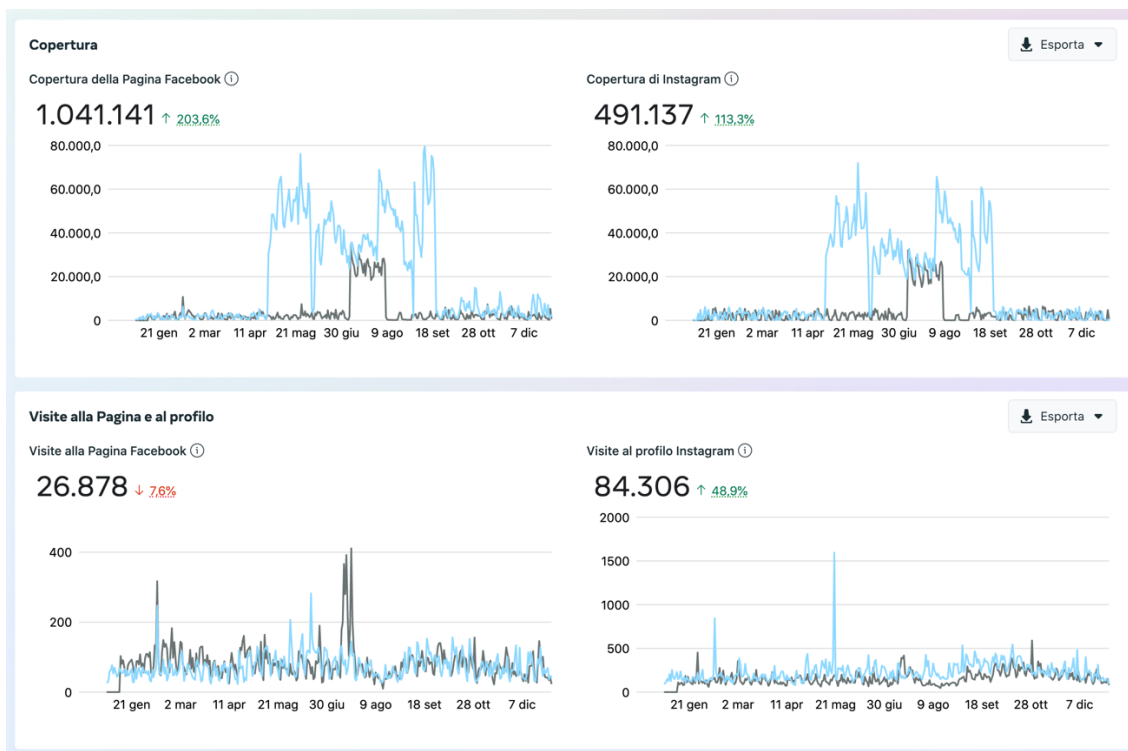 Copertura
Esporta
Copertura della Pagina Facebook
1.041.141 ↑ 203,6%
80.000,0
60.000,0
40.000,0
20.000,0
0
21 gen 2 mar 11 apr 21 mag 30 giu 9 ago 18 set 28 ott 7 dic
Copertura di Instagram
491.137 ↑ 113,3%
80.000,0
60.000,0
40.000,0
20.000,0
0
21 gen 2 mar 11 apr 21 mag 30 giu 9 ago 18 set 28 ott 7 dic
Visite alla Pagina e al profilo
Esporta
Visite alla Pagina Facebook
26.878 ↓ 7,6%
400
200
0
21 gen 2 mar 11 apr 21 mag 30 giu 9 ago 18 set 28 ott 7 dic
Visite al profilo Instagram
84.306 ↑ 48,9%
2000
1500
1000
500
0
21 gen 2 mar 11 apr 21 mag 30 giu 9 ago 18 set 28 ott 7 dic